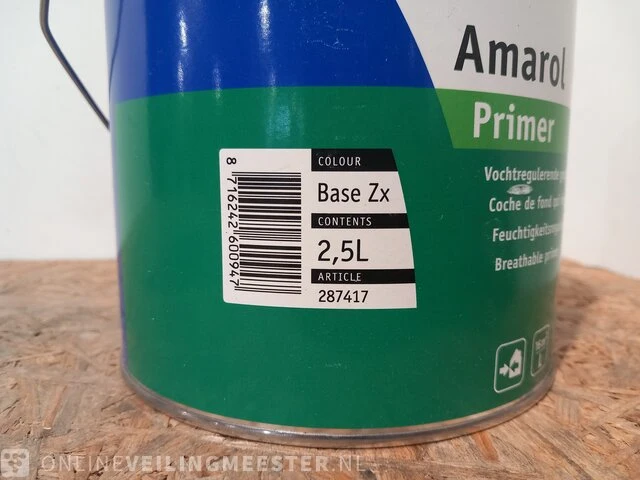 Amarol
Primer
Vochtregulerende
Coche de fond
Breathable
COLOUR
Base Zx
CONTENTS
2,5L
ARTICLE
287417
8 716242 600947
ONLINEVEILINGMEESTER.NL